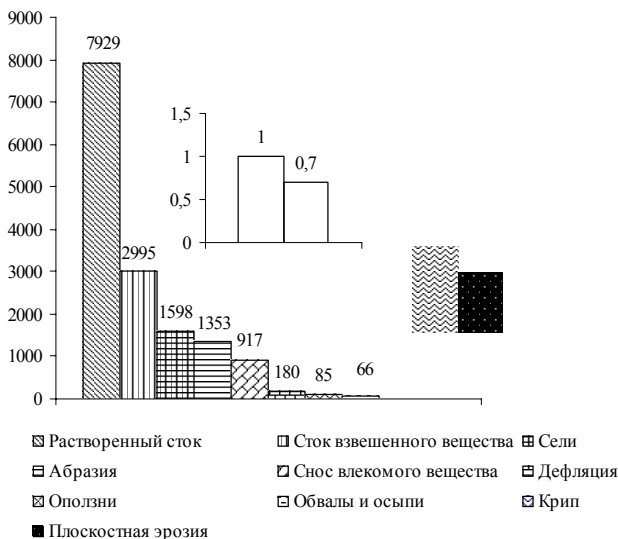 9000
8000
7000
6000
5000
4000
3000
2000
1000
0
7929
2995
1598
1353
917
180
85
66
1,5
1
0,5
0
1
0,7
Растворенный сток
Сток взвешенного вещества
Сели
Абразия
Снос влекомого вещества
Дефляция
Оползни
Обвалы и осыпи
Крип
Плоскостная эрозия